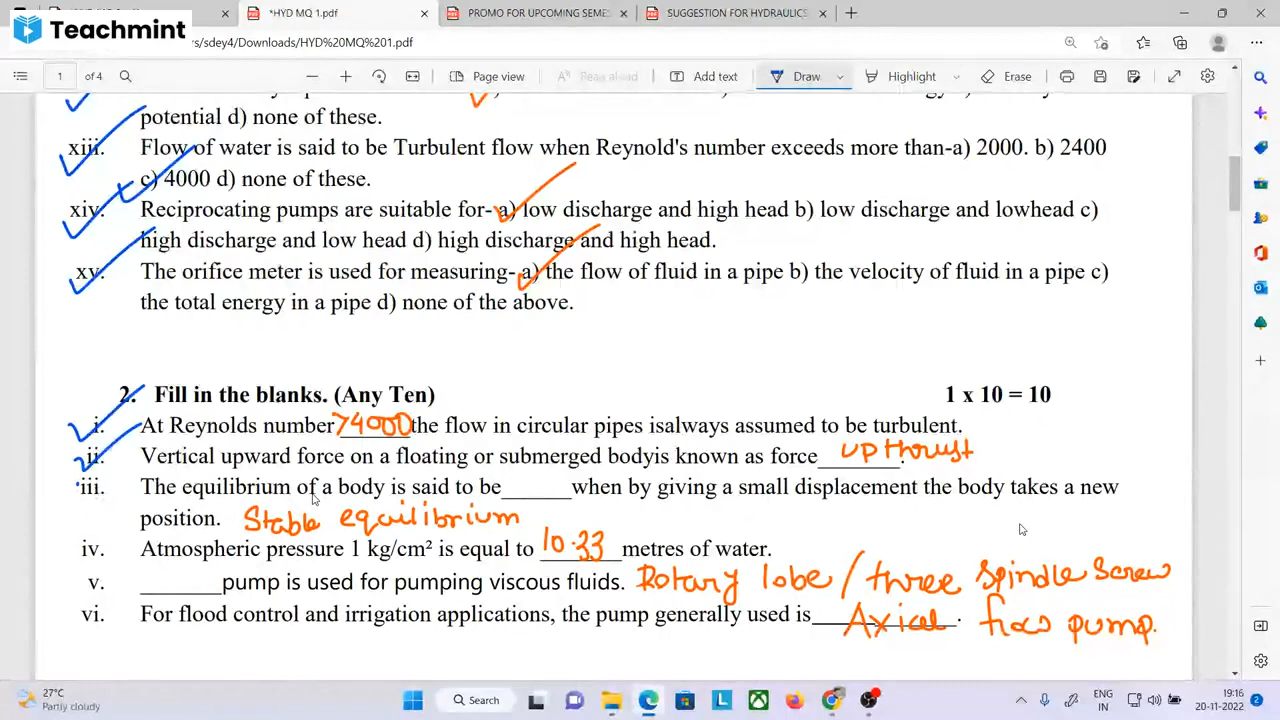 *HYD MQ 1.pdf
PROMO FOR UPCOMING SEMES
SUGGESTION FOR HYDRAULICS
Teachmint
rs/sdey4/Downloads/HYD%20MQ%201.pdf
1 of 4
Page view
Read aloud
Add text
Draw
Highlight
Erase
potential d) none of these.
xiii. Flow of water is said to be Turbulent flow when Reynold's number exceeds more than-a) 2000. b) 2400
c) 4000 d) none of these.
xiv. Reciprocating pumps are suitable for- a) low discharge and high head b) low discharge and lowhead c)
high discharge and low head d) high discharge and high head.
xv. The orifice meter is used for measuring- a) the flow of fluid in a pipe b) the velocity of fluid in a pipe c)
the total energy in a pipe d) none of the above.
2. Fill in the blanks. (Any Ten) 1 x 10 = 10
i. At Reynolds number >4000 the flow in circular pipes isalways assumed to be turbulent.
ii. Vertical upward force on a floating or submerged bodyis known as force upthrust.
iii. The equilibrium of a body is said to be______when by giving a small displacement the body takes a new
position. Stable equilibrium
iv. Atmospheric pressure 1 kg/cm² is equal to 10.33 metres of water.
v. _______pump is used for pumping viscous fluids. Rotary lobe / three spindle screw
vi. For flood control and irrigation applications, the pump generally used is Axial flow pump.
27°C
Partly cloudy
Search
ENG
IN
19:16
20-11-2022
2